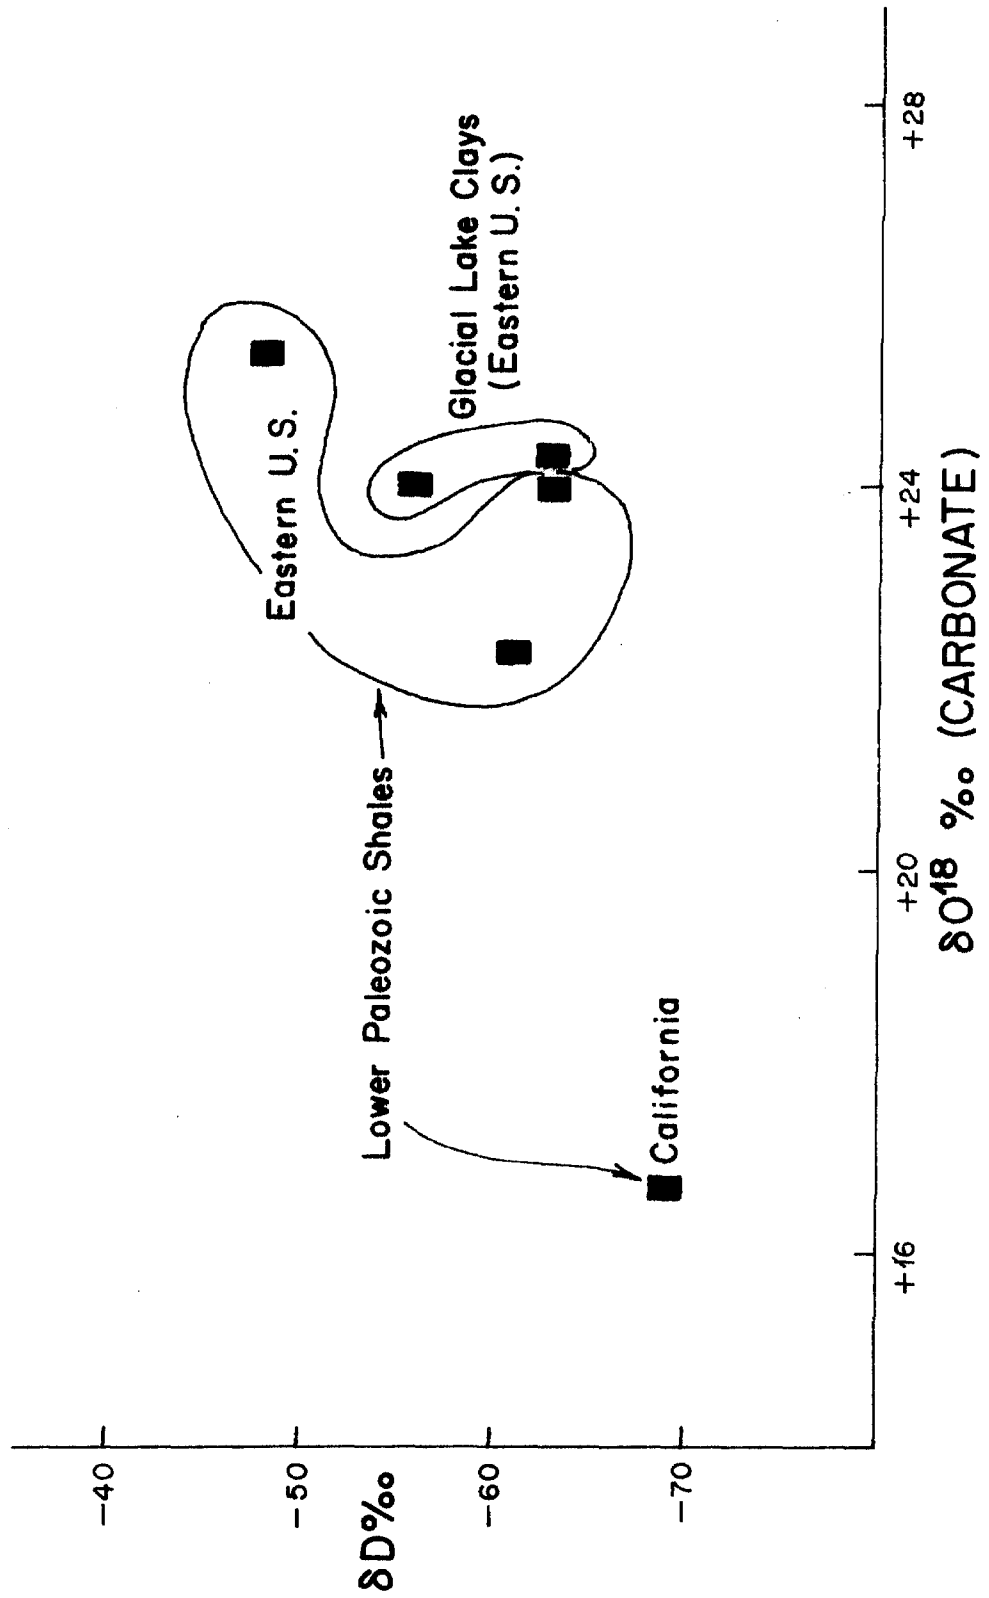 −40
−50
−60
−70
δD‰
Eastern U.S.
Glacial Lake Clays
(Eastern U.S.)
Lower Paleozoic Shales
California
+16
+20
+24
+28
δO¹⁸ ‰ (CARBONATE)